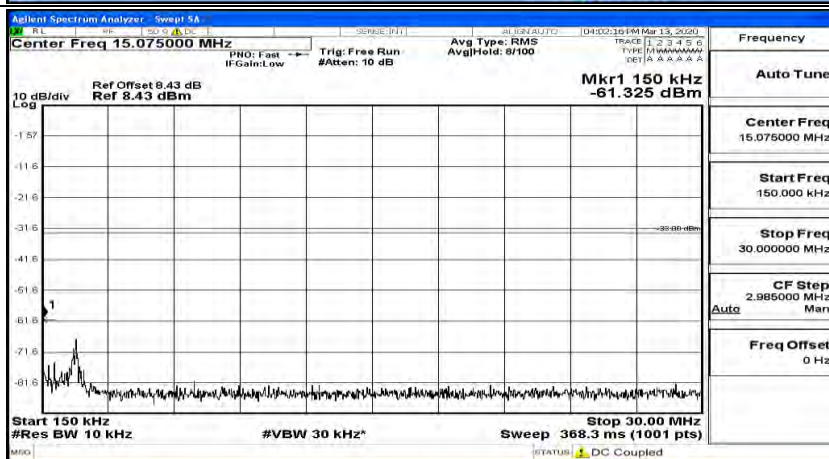 Agilent Spectrum Analyzer - Swept SA
RL RF 50 Ω DC SENSE:INT ALIGN AUTO 04:02:16 PM Mar 13, 2020
Center Freq 15.075000 MHz
PNO: Fast
IFGain:Low
Trig: Free Run
#Atten: 10 dB
Avg Type: RMS
Avg|Hold: 8/100
TRACE 1 2 3 4 5 6
TYPE M WWWWW
DET A A A A A A
Ref Offset 8.43 dB
10 dB/div Ref 8.43 dBm
Log
Mkr1 150 kHz
-61.325 dBm
-1.57
-11.6
-21.6
-31.6
-33.00 dBm
-41.6
-51.6
1
-61.6
-71.6
-81.6
Start 150 kHz
Stop 30.00 MHz
#Res BW 10 kHz
#VBW 30 kHz*
Sweep 368.3 ms (1001 pts)
MSG
STATUS DC Coupled
Frequency
Auto Tune
Center Freq
15.075000 MHz
Start Freq
150.000 kHz
Stop Freq
30.000000 MHz
CF Step
2.985000 MHz
Auto Man
Freq Offset
0 Hz